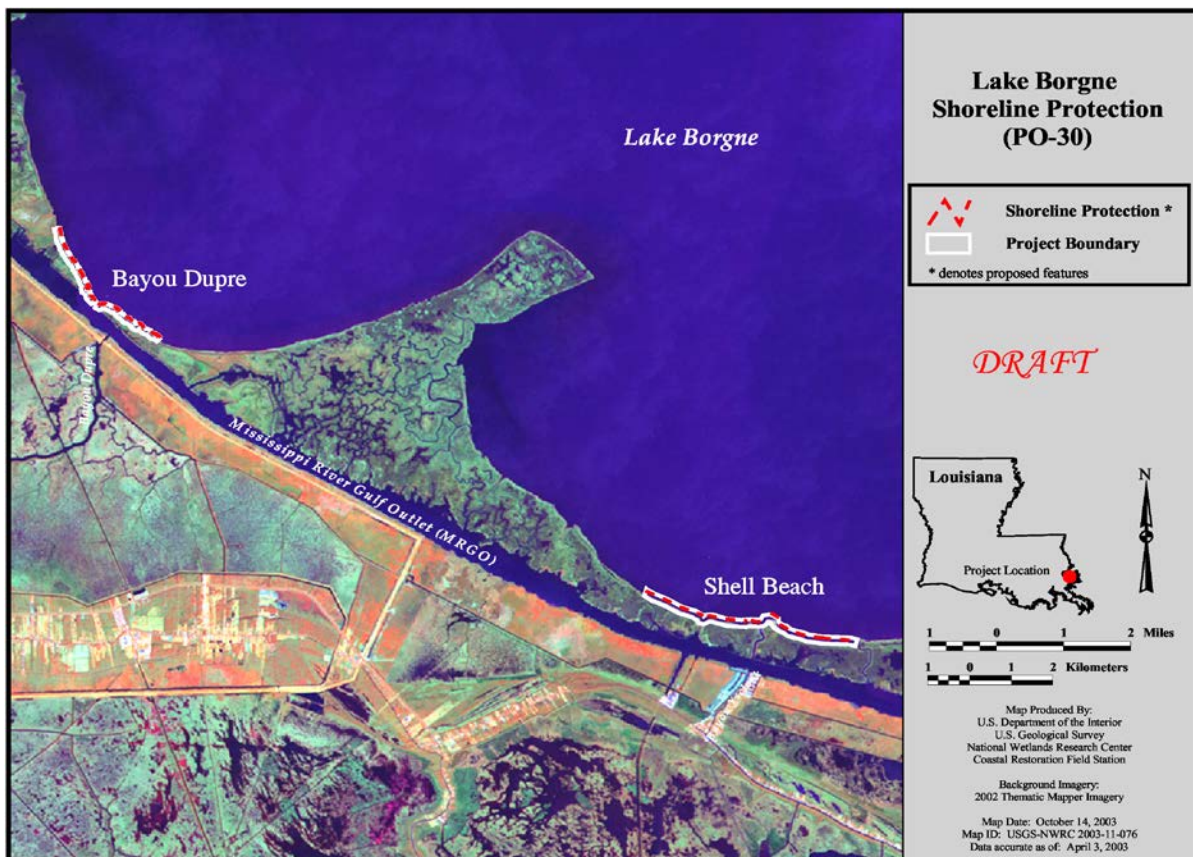 Lake Borgne
Bayou Dupre
Bayou Dupre
Mississippi River Gulf Outlet (MRGO)
Shell Beach
Lake Borgne
Shoreline Protection
(PO-30)
Shoreline Protection *
Project Boundary
* denotes proposed features
DRAFT
Louisiana
N
Project Location
1 0 1 2 Miles
1 0 1 2 Kilometers
Map Produced By:
U.S. Department of the Interior
U.S. Geological Survey
National Wetlands Research Center
Coastal Restoration Field Station
Background Imagery:
2002 Thematic Mapper Imagery
Map Date: October 14, 2003
Map ID: USGS-NWRC 2003-11-076
Data accurate as of: April 3, 2003